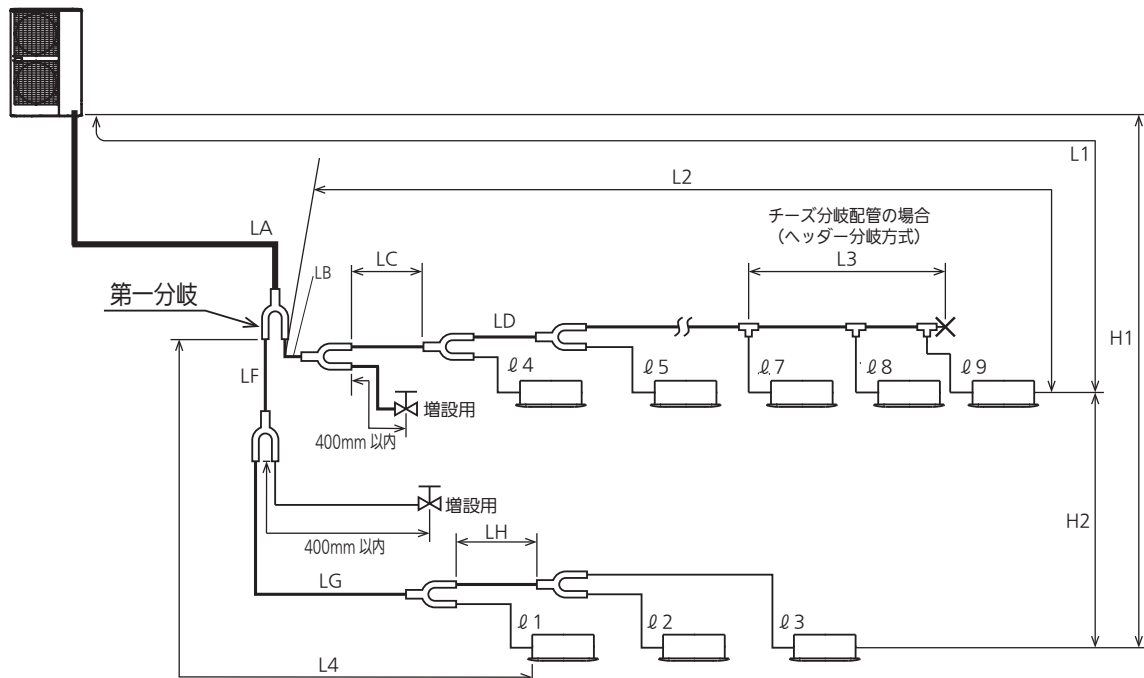 L1
L2
LA
チーズ分岐配管の場合
(ヘッダー分岐方式)
LC
L3
LB
第一分岐
LD
H1
LF
ℓ4
ℓ5
ℓ7
ℓ8
ℓ9
増設用
400mm 以内
増設用
H2
LH
400mm 以内
LG
ℓ1
ℓ2
ℓ3
L4